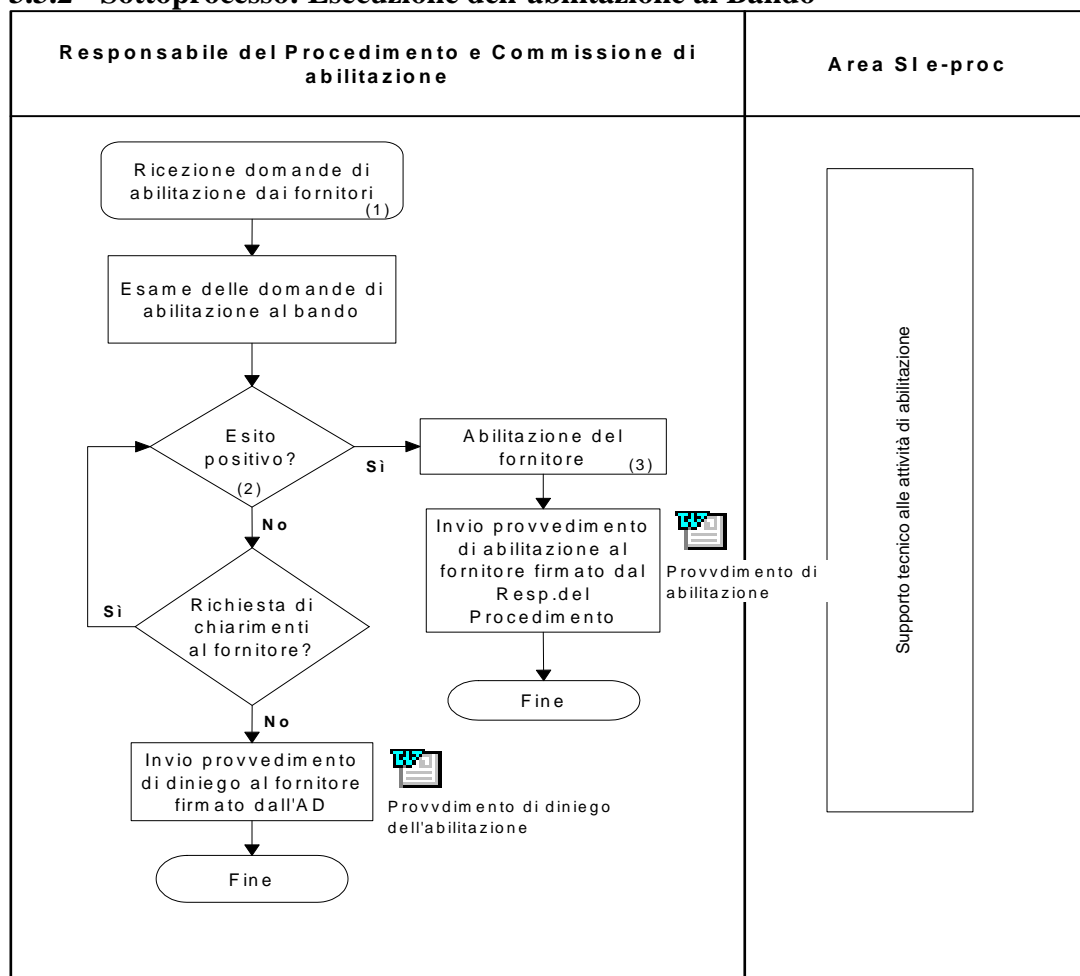 3.3.2 Sottoprocesso: Esecuzione dell'abilitazione al Bando
Responsabile del Procedimento e Commissione di
abilitazione
Area SI e-proc
Ricezione domande di
abilitazione dai fornitori
(1)
Esame delle domande di
abilitazione al bando
Esito
positivo?
(2)
Sì
Abilitazione del
fornitore
(3)
No
Invio provvedimento
di abilitazione al
fornitore firmato dal
Resp.del
Procedimento
Provvdimento di
abilitazione
Sì
Richiesta di
chiarimenti
al fornitore?
Fine
No
Invio provvedimento
di diniego al fornitore
firmato dall'AD
Provvdimento di diniego
dell'abilitazione
Fine
Supporto tecnico alle attività di abilitazione